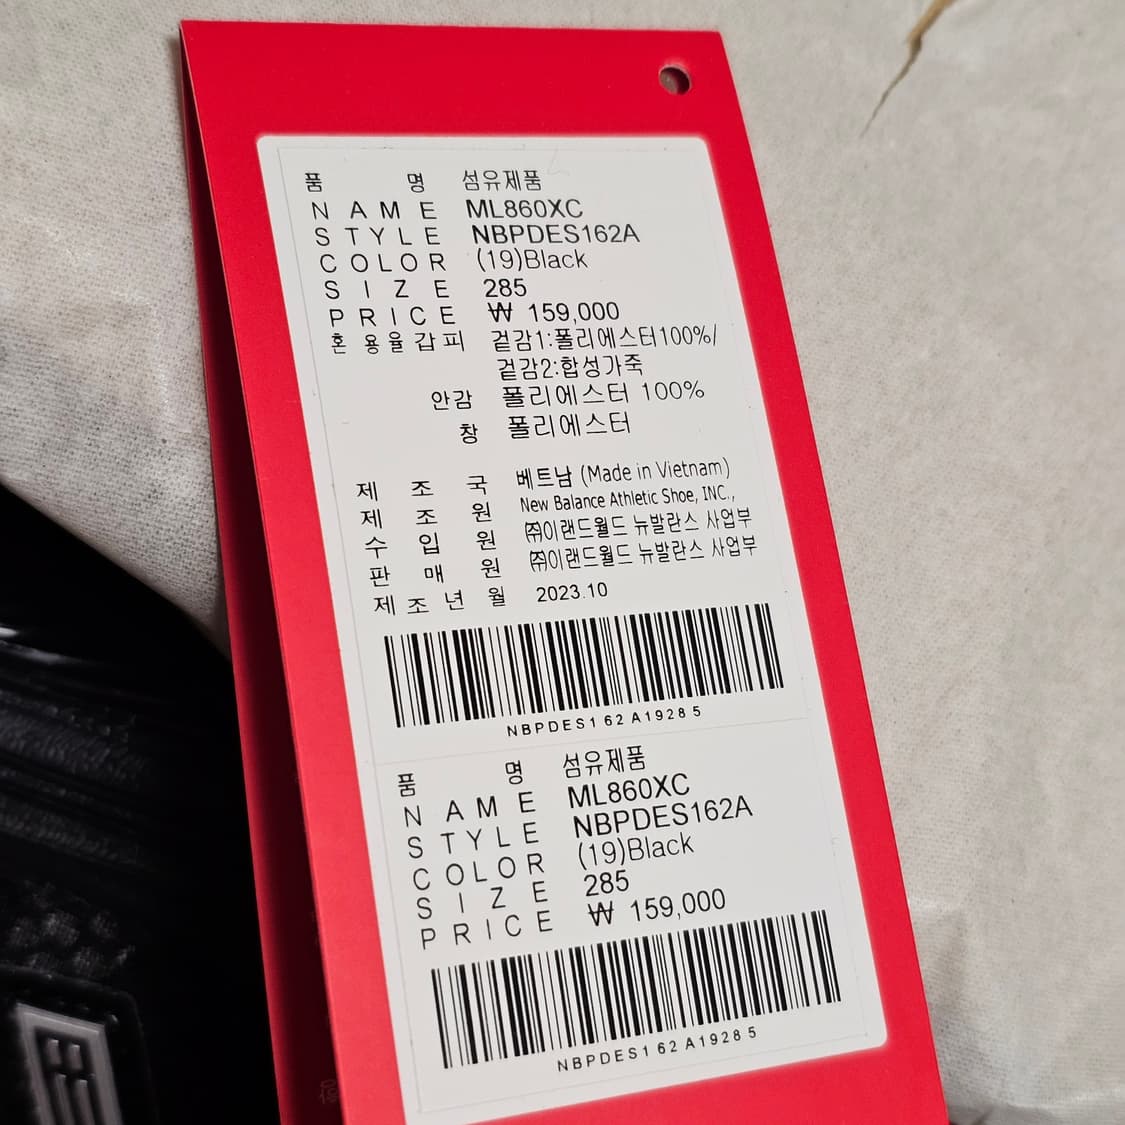 품 명 섬유제품
NAME ML860XC
STYLE NBPDES162A
COLOR (19)Black
SIZE 285
PRICE ₩ 159,000
혼용율갑피 겉감1:폴리에스터100%/
겉감2:합성가죽
안감 폴리에스터 100%
창 폴리에스터
제조국 베트남 (Made in Vietnam)
제조원 New Balance Athletic Shoe, INC.,
수입원 ㈜이랜드월드 뉴발란스 사업부
판매원 ㈜이랜드월드 뉴발란스 사업부
제조년월 2023.10
NBPDES162A19285
품 명 섬유제품
NAME ML860XC
STYLE NBPDES162A
COLOR (19)Black
SIZE 285
PRICE ₩ 159,000
NBPDES162A19285